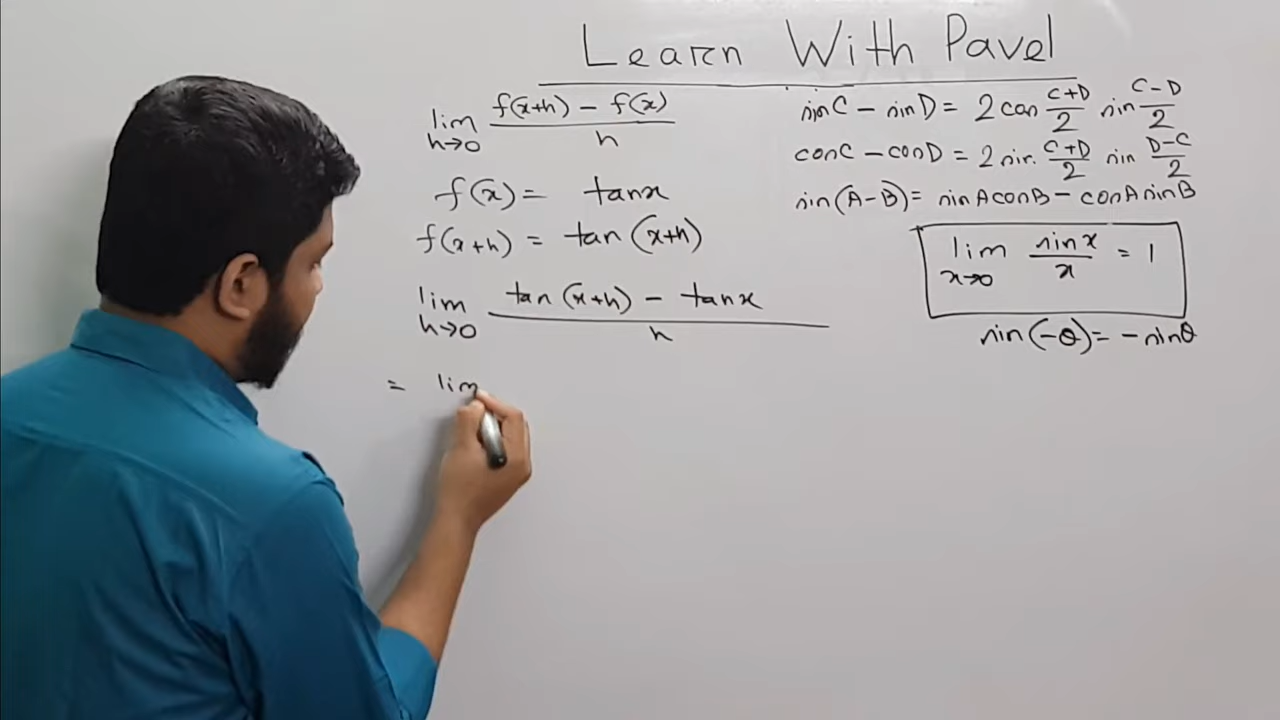 Learn With Pavel
lim h→0 f(x+h) − f(x) / h
f(x) = tanx
f(x+h) = tan (x+h)
lim h→0 tan (x+h) − tanx / h
= lim
sinC − sinD = 2 cos C+D/2 sin C−D/2
cosC − cosD = 2 sin C+D/2 sin D−C/2
sin(A−B) = sinAcosB − cosAsinB
lim x→0 sinx/x = 1
sin(−θ) = −sinθ